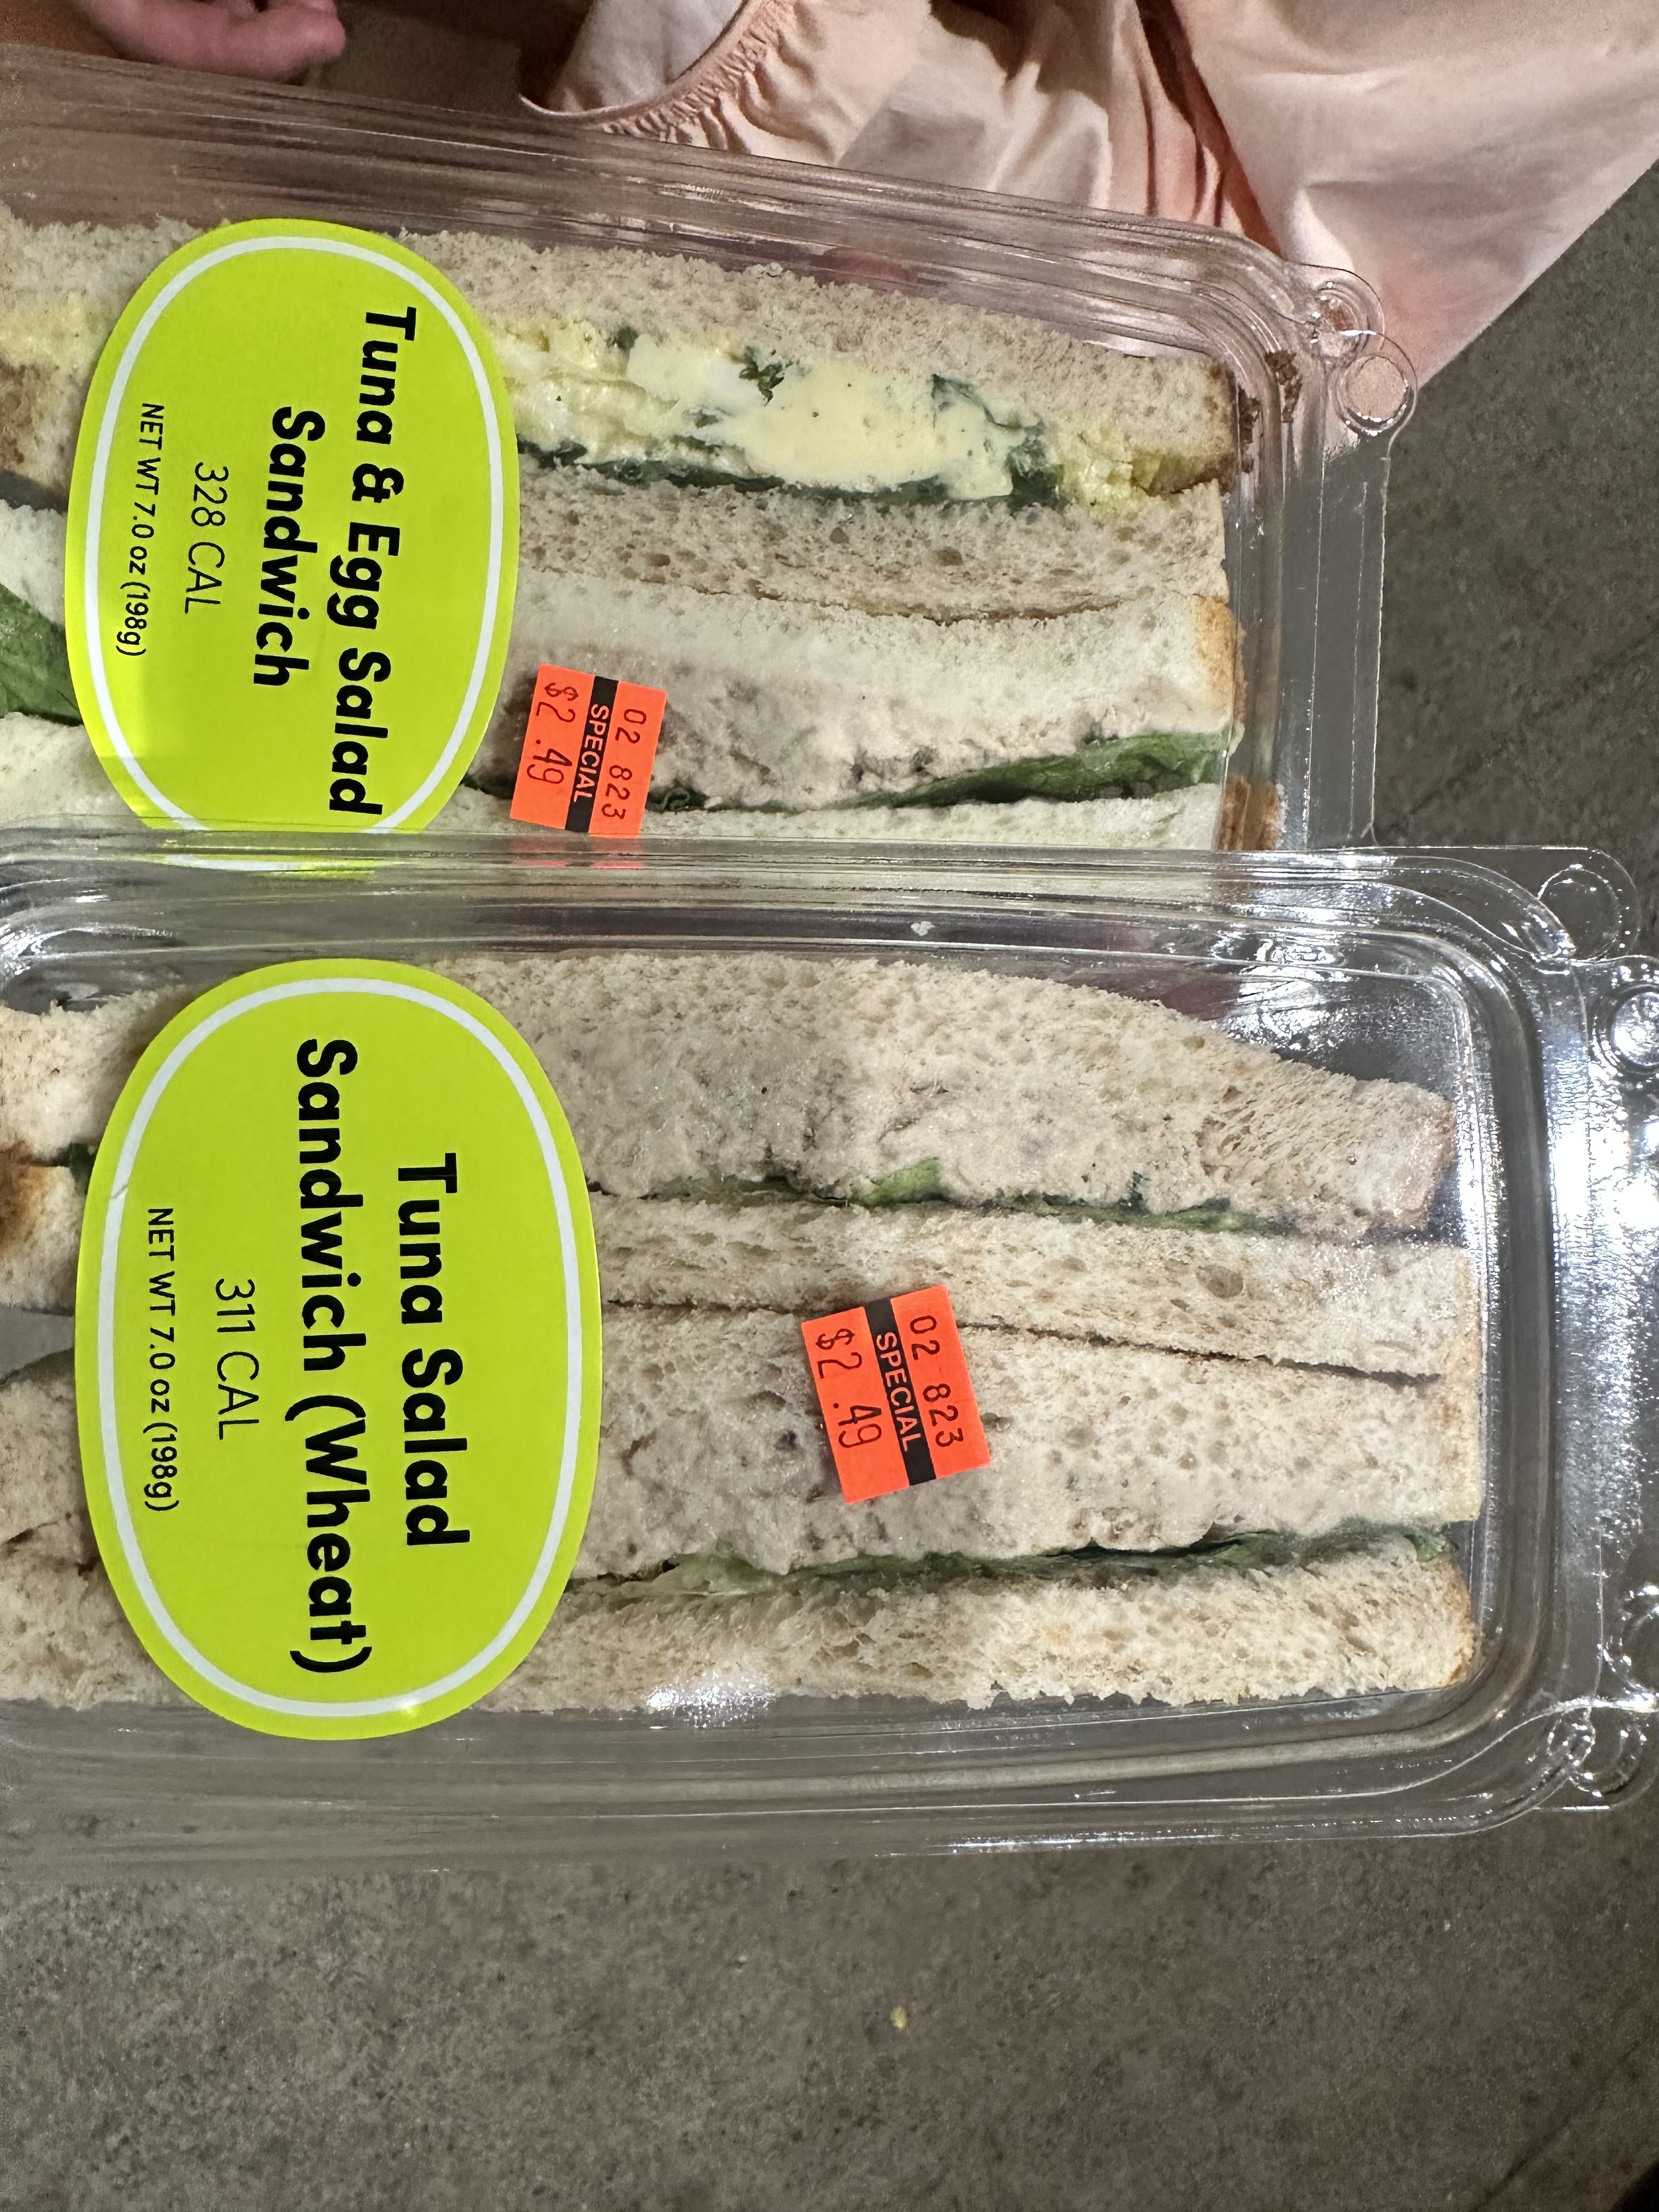 Tuna & Egg Salad
Sandwich
328 CAL
NET WT 7.0 oz (198g)
02 823
SPECIAL
$2.49
Tuna Salad
Sandwich (Wheat)
311 CAL
NET WT 7.0 oz (198g)
02 823
SPECIAL
$2.49